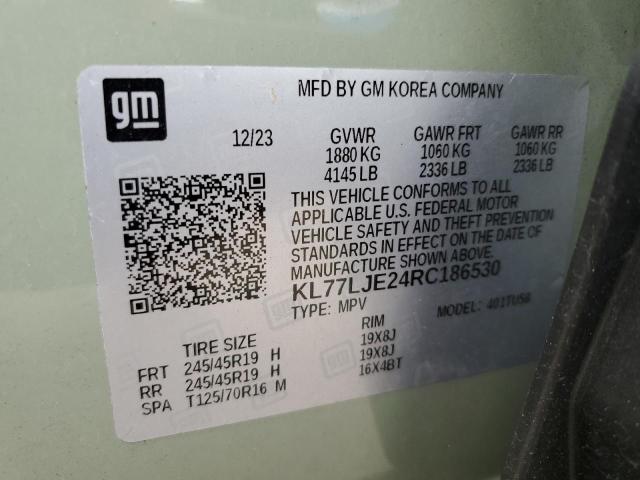 gm
MFD BY GM KOREA COMPANY
12/23 GVWR GAWR FRT GAWR RR
1880 KG 1060 KG 1060 KG
4145 LB 2336 LB 2336 LB
THIS VEHICLE CONFORMS TO ALL
APPLICABLE U.S. FEDERAL MOTOR
VEHICLE SAFETY AND THEFT PREVENTION
STANDARDS IN EFFECT ON THE DATE OF
MANUFACTURE SHOWN ABOVE.
KL77LJE24RC186530
TYPE: MPV MODEL: 401TU58
TIRE SIZE RIM
FRT 245/45R19 H 19X8J
RR 245/45R19 H 19X8J
SPA T125/70R16 M 16X4BT